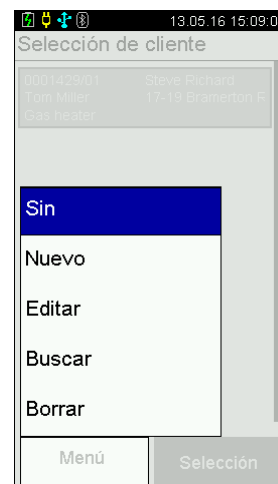 13.05.16 15:09:0
Selección de cliente
0001429/01 Steve Richard
Tom Miller 17-19 Bramerton R
Gas heater
Sin
Nuevo
Editar
Buscar
Borrar
Menú Selección